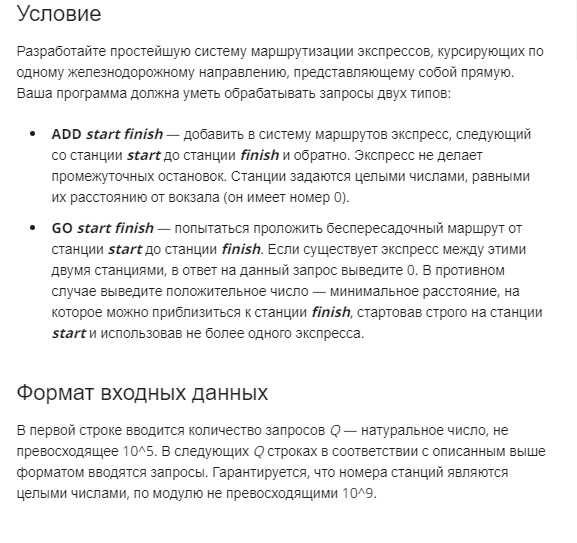 Условие
Разработайте простейшую систему маршрутизации экспрессов, курсирующих по
одному железнодорожному направлению, представляющему собой прямую.
Ваша программа должна уметь обрабатывать запросы двух типов:
• ADD start finish — добавить в систему маршрутов экспресс, следующий
со станции start до станции finish и обратно. Экспресс не делает
промежуточных остановок. Станции задаются целыми числами, равными
их расстоянию от вокзала (он имеет номер 0).
• GO start finish — попытаться проложить беспересадочный маршрут от
станции start до станции finish. Если существует экспресс между этими
двумя станциями, в ответ на данный запрос выведите 0. В противном
случае выведите положительное число — минимальное расстояние, на
которое можно приблизиться к станции finish, стартовав строго на станции
start и использовав не более одного экспресса.
Формат входных данных
В первой строке вводится количество запросов Q — натуральное число, не
превосходящее 10^5. В следующих Q строках в соответствии с описанным выше
форматом вводятся запросы. Гарантируется, что номера станций являются
целыми числами, по модулю не превосходящими 10^9.